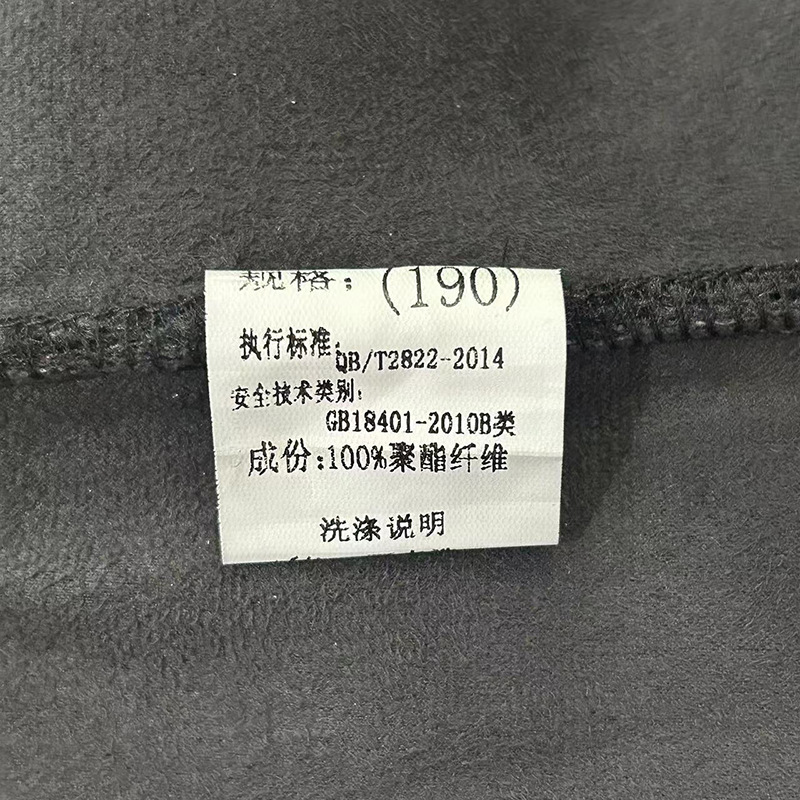 规格：(190)
执行标准：
QB/T2822-2014
安全技术类别：
GB18401-2010B类
成份：100%聚酯纤维
洗涤说明